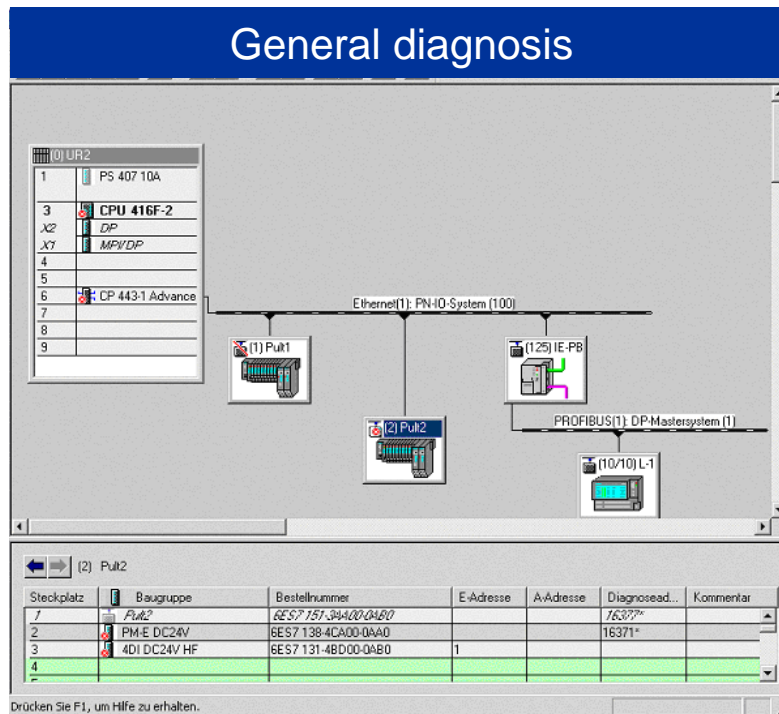 General diagnosis
(0) UR2
1 PS 407 10A
3 CPU 416F-2
X2 DP
X1 MPI/DP
4
5
6 CP 443-1 Advance
7
8
9
Ethernet(1): PN-IO-System (100)
(1) Pult1
(125) IE-PB
(2) Pult2
PROFIBUS(1): DP-Mastersystem (1)
(10/10) L-1
(2) Pult2
Steckplatz Baugruppe Bestellnummer E-Adresse A-Adresse Diagnosead... Kommentar
1 Pult2 6ES7 151-3AA00-0AB0 16377*
2 PM-E DC24V 6ES7 138-4CA00-0AA0 16371*
3 4DI DC24V HF 6ES7 131-4BD00-0AB0 1
4
Drücken Sie F1, um Hilfe zu erhalten.